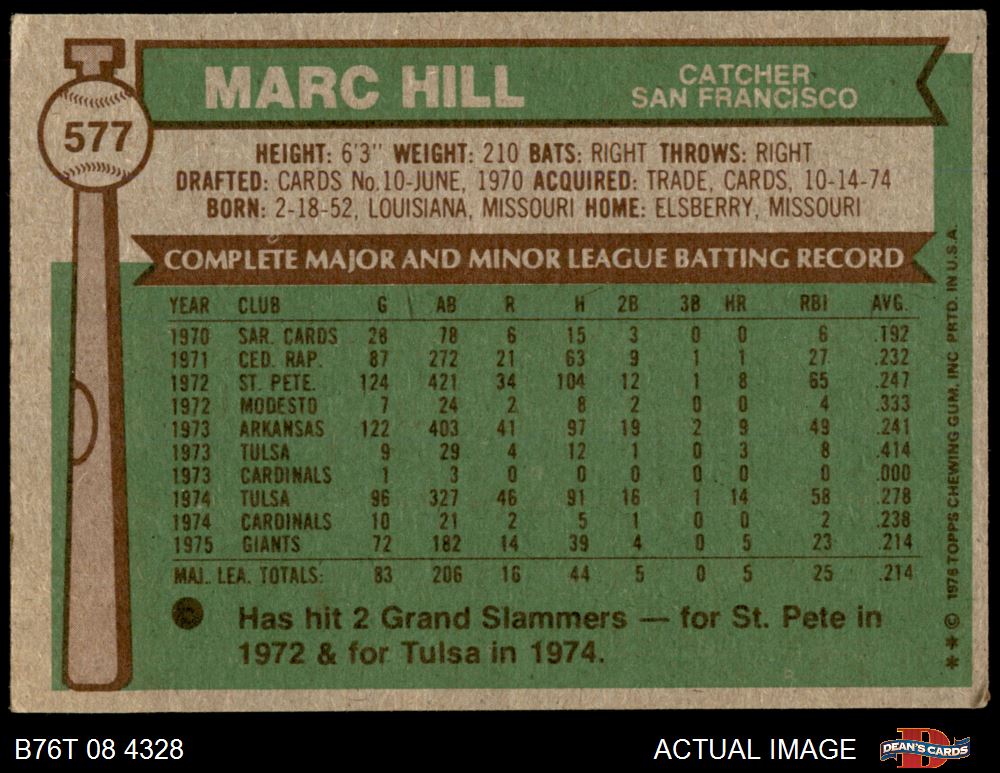 577
MARC HILL
CATCHER
SAN FRANCISCO
HEIGHT: 6'3" WEIGHT: 210 BATS: RIGHT THROWS: RIGHT
DRAFTED: CARDS No. 10-JUNE, 1970 ACQUIRED: TRADE, CARDS, 10-14-74
BORN: 2-18-52, LOUISIANA, MISSOURI HOME: ELSBERRY, MISSOURI
COMPLETE MAJOR AND MINOR LEAGUE BATTING RECORD
YEAR CLUB G AB R H 2B 3B HR RBI AVG.
1970 SAR. CARDS 28 78 6 15 3 0 0 6 .192
1971 CED. RAP. 87 272 21 63 9 1 1 27 .232
1972 ST. PETE. 124 421 34 104 12 1 8 65 .247
1972 MODESTO 7 24 2 8 2 0 0 4 .333
1973 ARKANSAS 122 403 41 97 19 2 9 49 .241
1973 TULSA 9 29 4 12 1 0 3 8 .414
1973 CARDINALS 1 3 0 0 0 0 0 0 .000
1974 TULSA 96 327 46 91 16 1 14 58 .278
1974 CARDINALS 10 21 2 5 1 0 0 2 .238
1975 GIANTS 72 182 14 39 4 0 5 23 .214
MAJ. LEA. TOTALS: 83 206 16 44 5 0 5 25 .214
Has hit 2 Grand Slammers — for St. Pete in
1972 & for Tulsa in 1974.
** © 1976 TOPPS CHEWING GUM, INC PRTD. IN U.S.A.
B76T 08 4328
ACTUAL IMAGE
DEAN'S CARDS